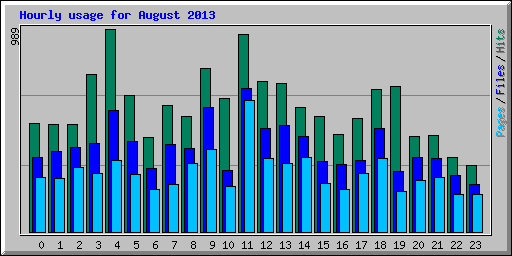 Hourly usage for August 2013
989
Pages/Files/Hits
0 1 2 3 4 5 6 7 8 9 10 11 12 13 14 15 16 17 18 19 20 21 22 23